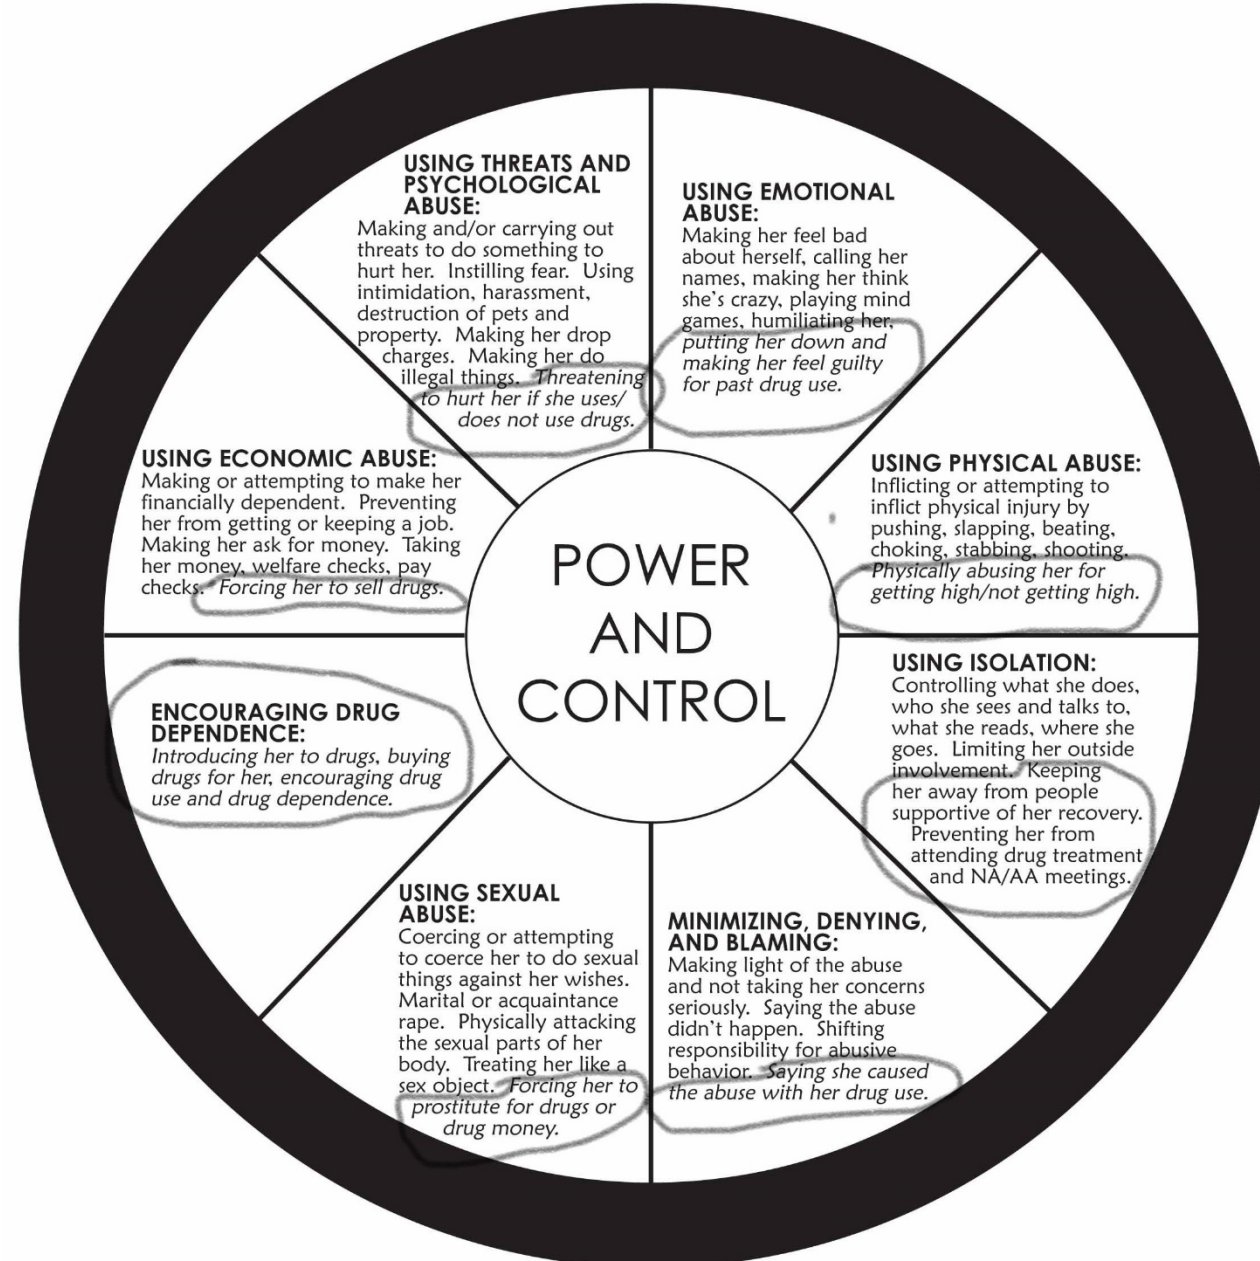 USING THREATS AND
PSYCHOLOGICAL
ABUSE:
Making and/or carrying out
threats to do something to
hurt her. Instilling fear. Using
intimidation, harassment,
destruction of pets and
property. Making her drop
charges. Making her do
illegal things. Threatening
to hurt her if she uses/
does not use drugs.
USING EMOTIONAL
ABUSE:
Making her feel bad
about herself, calling her
names, making her think
she's crazy, playing mind
games, humiliating her,
putting her down and
making her feel guilty
for past drug use.
USING PHYSICAL ABUSE:
Inflicting or attempting to
inflict physical injury by
pushing, slapping, beating,
choking, stabbing, shooting.
Physically abusing her for
getting high/not getting high.
USING ISOLATION:
Controlling what she does,
who she sees and talks to,
what she reads, where she
goes. Limiting her outside
involvement. Keeping
her away from people
supportive of her recovery.
Preventing her from
attending drug treatment
and NA/AA meetings.
MINIMIZING, DENYING,
AND BLAMING:
Making light of the abuse
and not taking her concerns
seriously. Saying the abuse
didn't happen. Shifting
responsibility for abusive
behavior. Saying she caused
the abuse with her drug use.
USING SEXUAL
ABUSE:
Coercing or attempting
to coerce her to do sexual
things against her wishes.
Marital or acquaintance
rape. Physically attacking
the sexual parts of her
body. Treating her like a
sex object. Forcing her to
prostitute for drugs or
drug money.
ENCOURAGING DRUG
DEPENDENCE:
Introducing her to drugs, buying
drugs for her, encouraging drug
use and drug dependence.
USING ECONOMIC ABUSE:
Making or attempting to make her
financially dependent. Preventing
her from getting or keeping a job.
Making her ask for money. Taking
her money, welfare checks, pay
checks. Forcing her to sell drugs.
POWER
AND
CONTROL